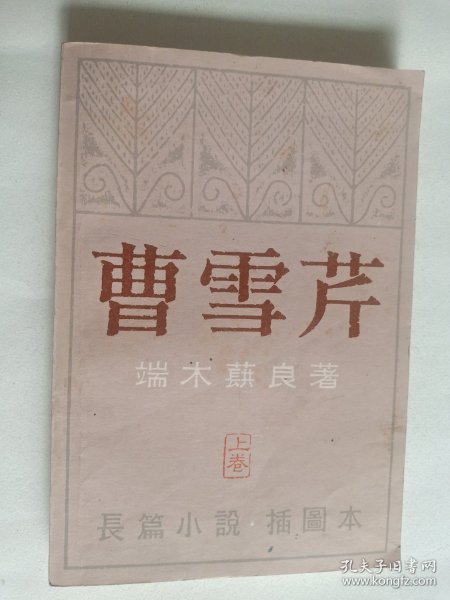 曹雪芹
端木蕻良著
上卷
長篇小說 插圖本
孔夫子旧书网
www.kongfz.com